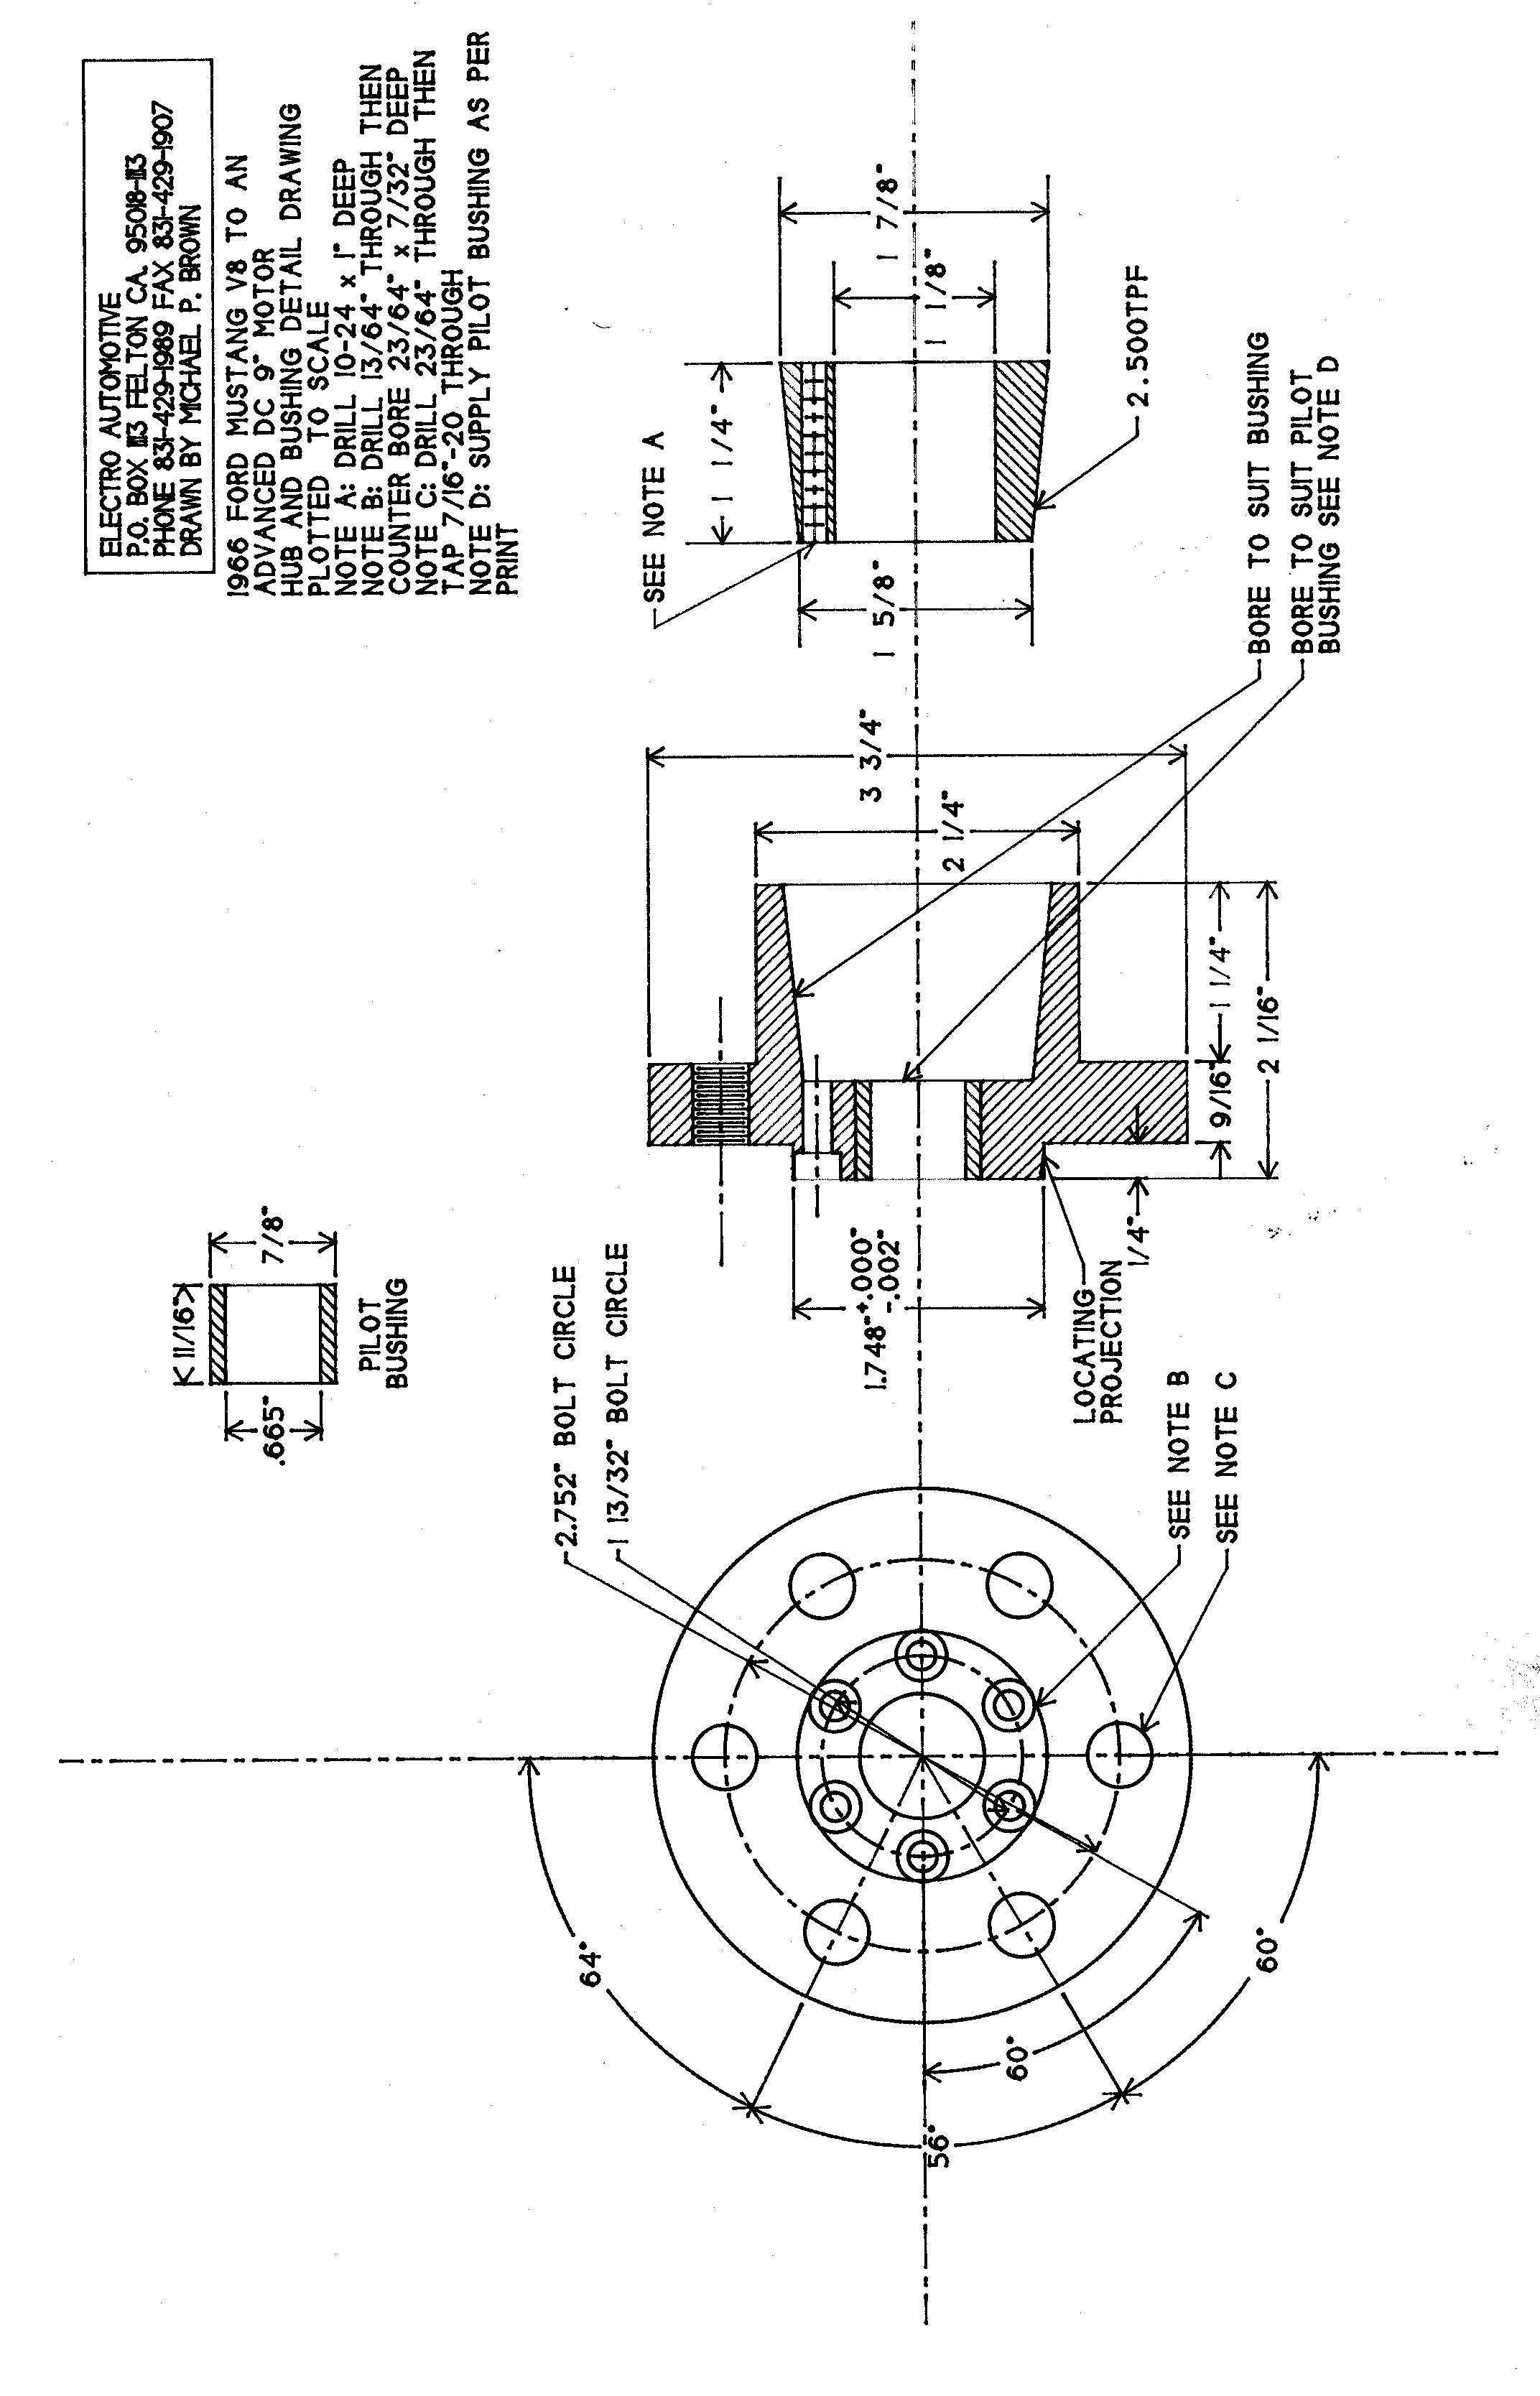 ELECTRO AUTOMOTIVE
P.O. BOX 1113 FELTON CA. 95018-1113
PHONE 831-429-1989 FAX 831-429-1907
DRAWN BY MICHAEL P. BROWN
1966 FORD MUSTANG V8 TO AN
ADVANCED DC 9" MOTOR
HUB AND BUSHING DETAIL DRAWING
PLOTTED TO SCALE
NOTE A: DRILL 10-24 x 1" DEEP
NOTE B: DRILL 13/64" THROUGH THEN
COUNTER BORE 23/64" x 7/32" DEEP
NOTE C: DRILL 23/64" THROUGH THEN
TAP 7/16"-20 THROUGH
NOTE D: SUPPLY PILOT BUSHING AS PER
PRINT
11/16"
7/8"
.665"
PILOT
BUSHING
2.752" BOLT CIRCLE
1 13/32" BOLT CIRCLE
64°
56°
60°
60°
SEE NOTE B
SEE NOTE C
1.748" +.000"
-.002"
LOCATING
PROJECTION
1/4"
9/16"
1 1/4"
2 1/16"
2 1/4"
3 3/4"
SEE NOTE A
1 1/4"
1 5/8"
1 1/8"
1 7/8"
2.500TPF
BORE TO SUIT BUSHING
BORE TO SUIT PILOT
BUSHING SEE NOTE D